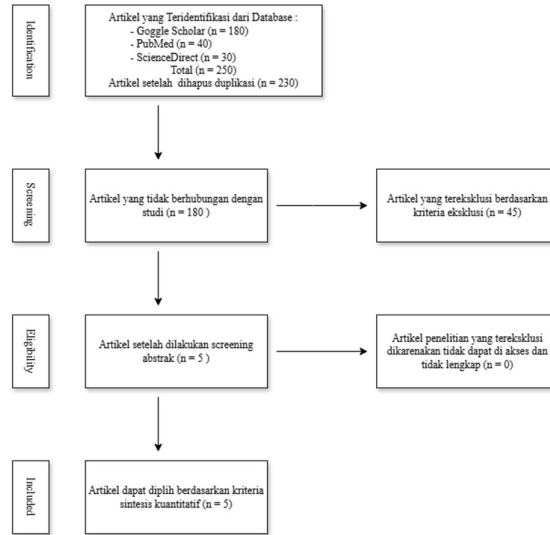 Identification
Artikel yang Teridentifikasi dari Database :
- Goggle Scholar (n = 180)
- PubMed (n = 40)
- ScienceDirect (n = 30)
Total (n = 250)
Artikel setelah dihapus duplikasi (n = 230)
Screening
Artikel yang tidak berhubungan dengan
studi (n = 180 )
Artikel yang tereksklusi berdasarkan
kriteria eksklusi (n = 45)
Eligibility
Artikel setelah dilakukan screening
abstrak (n = 5 )
Artikel penelitian yang tereksklusi
dikarenakan tidak dapat di akses dan
tidak lengkap (n = 0)
Included
Artikel dapat diplih berdasarkan kriteria
sintesis kuantitatif (n = 5)